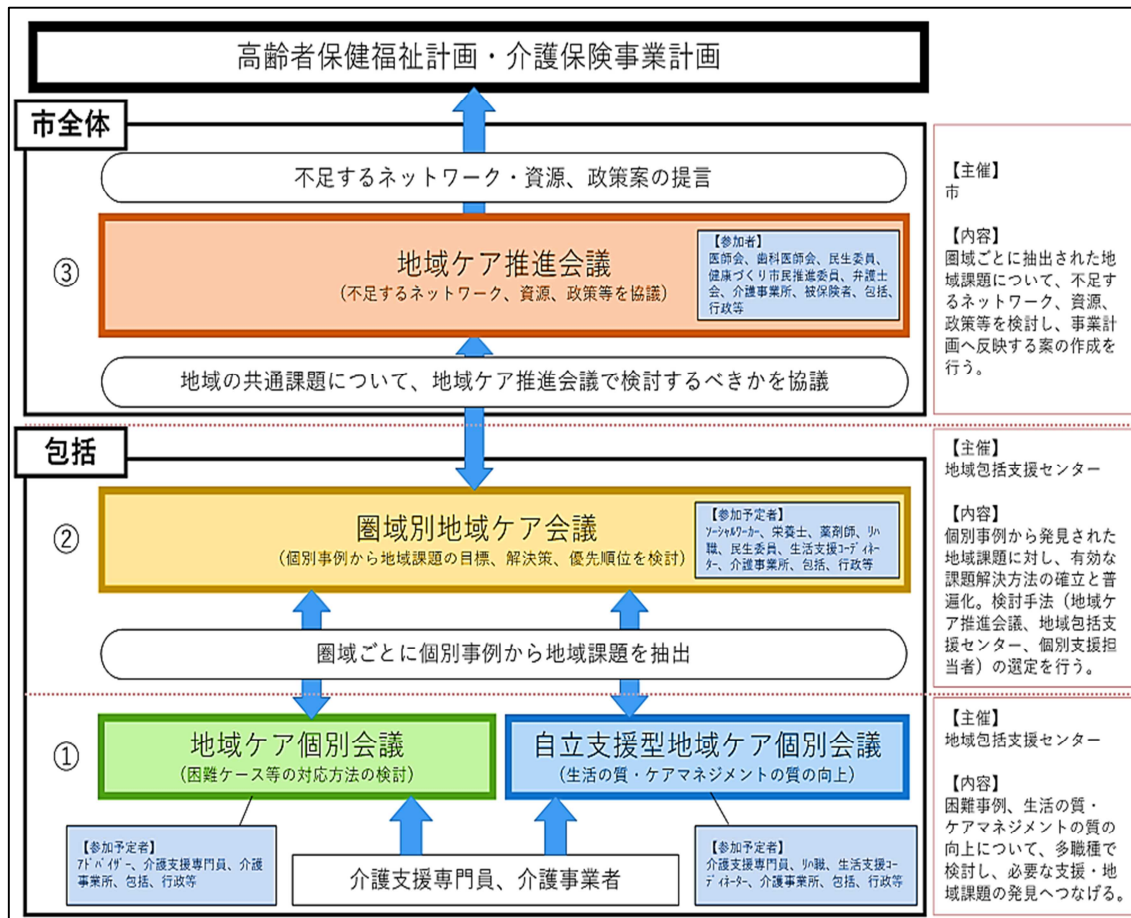 高齢者保健福祉計画・介護保険事業計画
市全体
不足するネットワーク・資源、政策案の提言
③
地域ケア推進会議
(不足するネットワーク、資源、政策等を協議)
【参加者】
医師会、歯科医師会、民生委員、
健康づくり市民推進委員、弁護士
会、介護事業所、被保険者、包括、
行政等
地域の共通課題について、地域ケア推進会議で検討するべきかを協議
【主催】
市
【内容】
圏域ごとに抽出された地
域課題について、不足す
るネットワーク、資源、
政策等を検討し、事業計
画へ反映する案の作成を
行う。
包括
②
圏域別地域ケア会議
(個別事例から地域課題の目標、解決策、優先順位を検討)
【参加予定者】
ソーシャルワーカー、栄養士、薬剤師、リハ
職、民生委員、生活支援コーディネー
ター、介護事業所、包括、行政等
圏域ごとに個別事例から地域課題を抽出
【主催】
地域包括支援センター
【内容】
個別事例から発見された
地域課題に対し、有効な
課題解決方法の確立と普
遍化。検討手法（地域ケ
ア推進会議、地域包括支
援センター、個別支援担
当者）の選定を行う。
①
地域ケア個別会議
(困難ケース等の対応方法の検討)
自立支援型地域ケア個別会議
(生活の質・ケアマネジメントの質の向上)
【参加予定者】
アドバイザー、介護支援専門員、介護
事業所、包括、行政等
介護支援専門員、介護事業者
【参加予定者】
介護支援専門員、リハ職、生活支援コー
ディネーター、介護事業所、包括、行政等
【主催】
地域包括支援センター
【内容】
困難事例、生活の質・
ケアマネジメントの質の
向上について、多職種で
検討し、必要な支援・地
域課題の発見へつなげる。